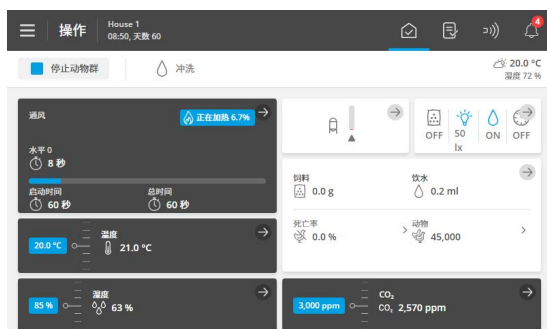 操作
House 1
08:50, 天数 60
4
停止动物群
冲洗
20.0 °C
湿度 72 %
通风
正在加热 6.7%
水平 0
8 秒
启动时间
总时间
60 秒
60 秒
OFF
50
lx
ON
OFF
饲料
饮水
0.0 g
0.2 ml
死亡率
动物
0.0 %
45,000
20.0 °C
温度
21.0 °C
85 %
湿度
63 %
3,000 ppm
CO₂
CO₂ 2,570 ppm